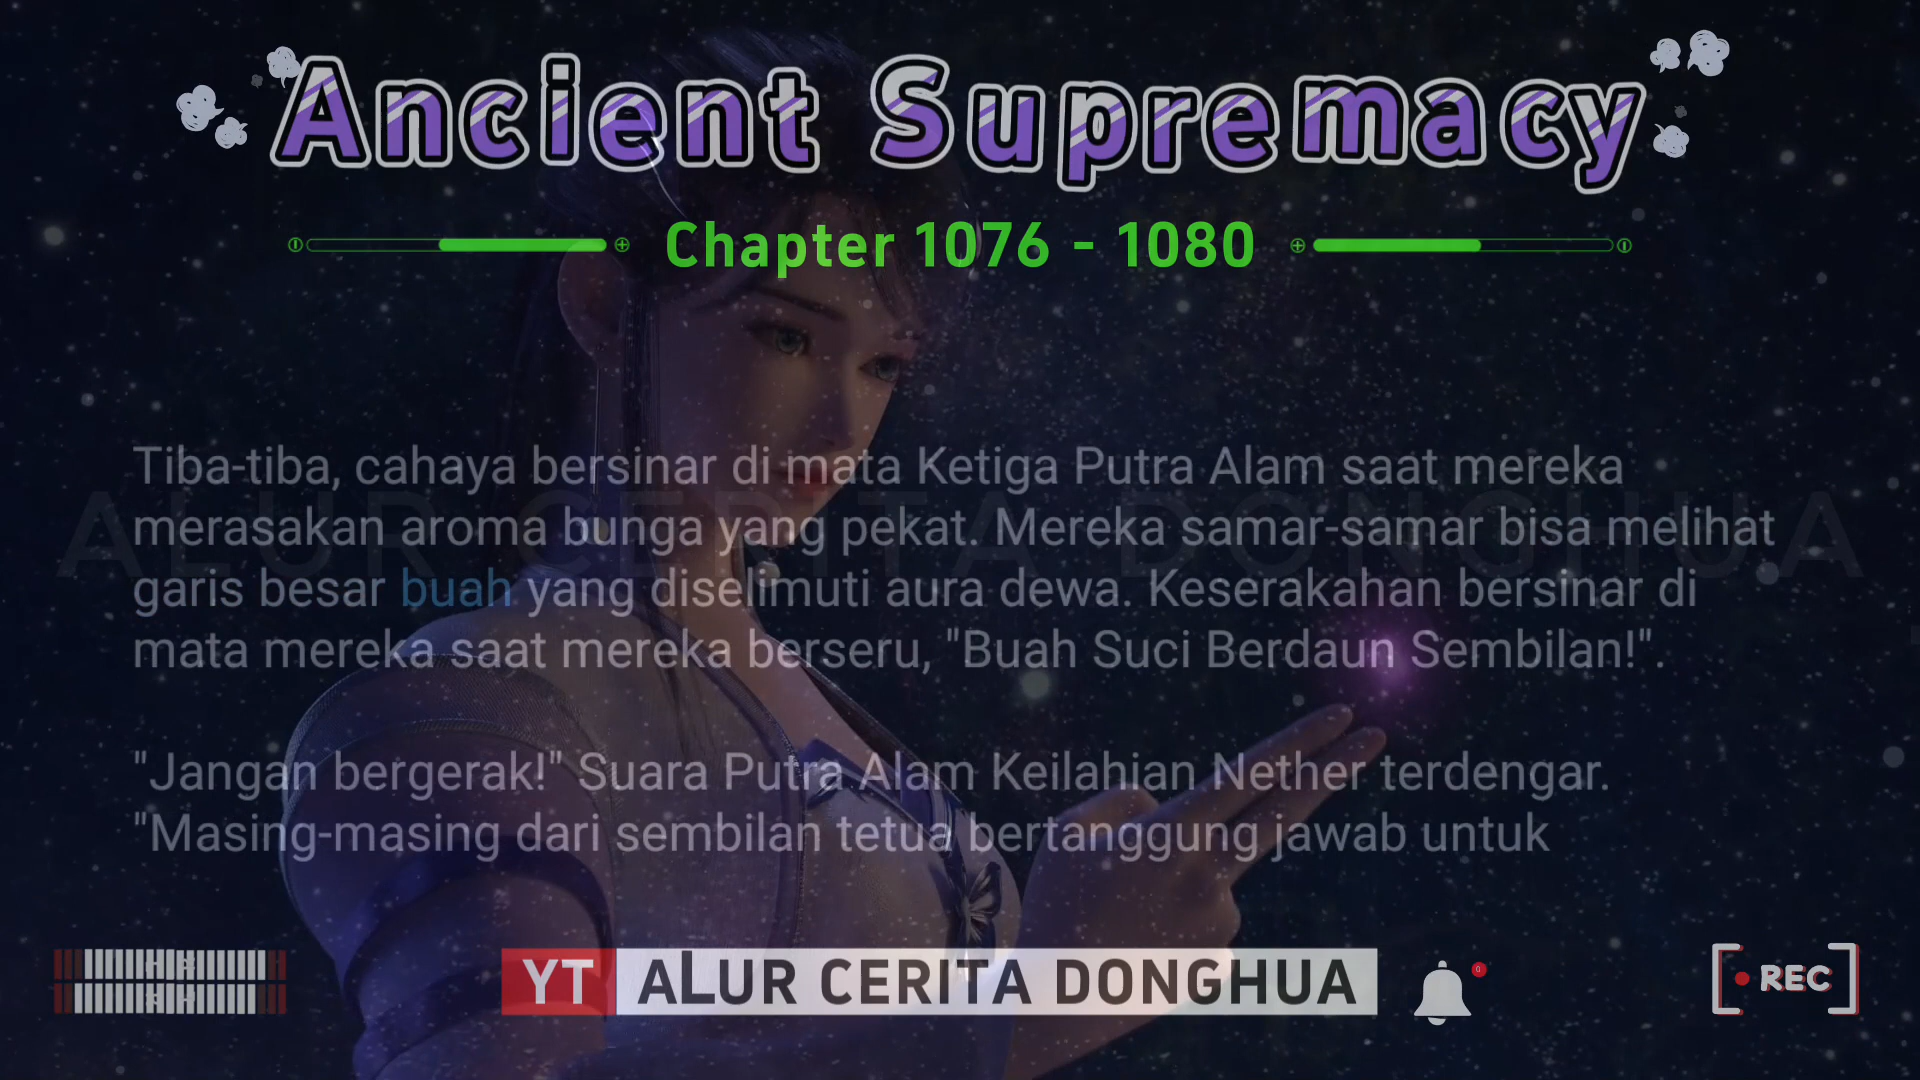 Ancient Supremacy
Chapter 1076 - 1080
Tiba-tiba, cahaya bersinar di mata Ketiga Putra Alam saat mereka
merasakan aroma bunga yang pekat. Mereka samar-samar bisa melihat
ALUR CERITA DONGHUA
garis besar buah yang diselimuti aura dewa. Keserakahan bersinar di
mata mereka saat mereka berseru, "Buah Suci Berdaun Sembilan!".
"Jangan bergerak!" Suara Putra Alam Keilahian Nether terdengar.
"Masing-masing dari sembilan tetua bertanggung jawab untuk
YT ALUR CERITA DONGHUA
REC